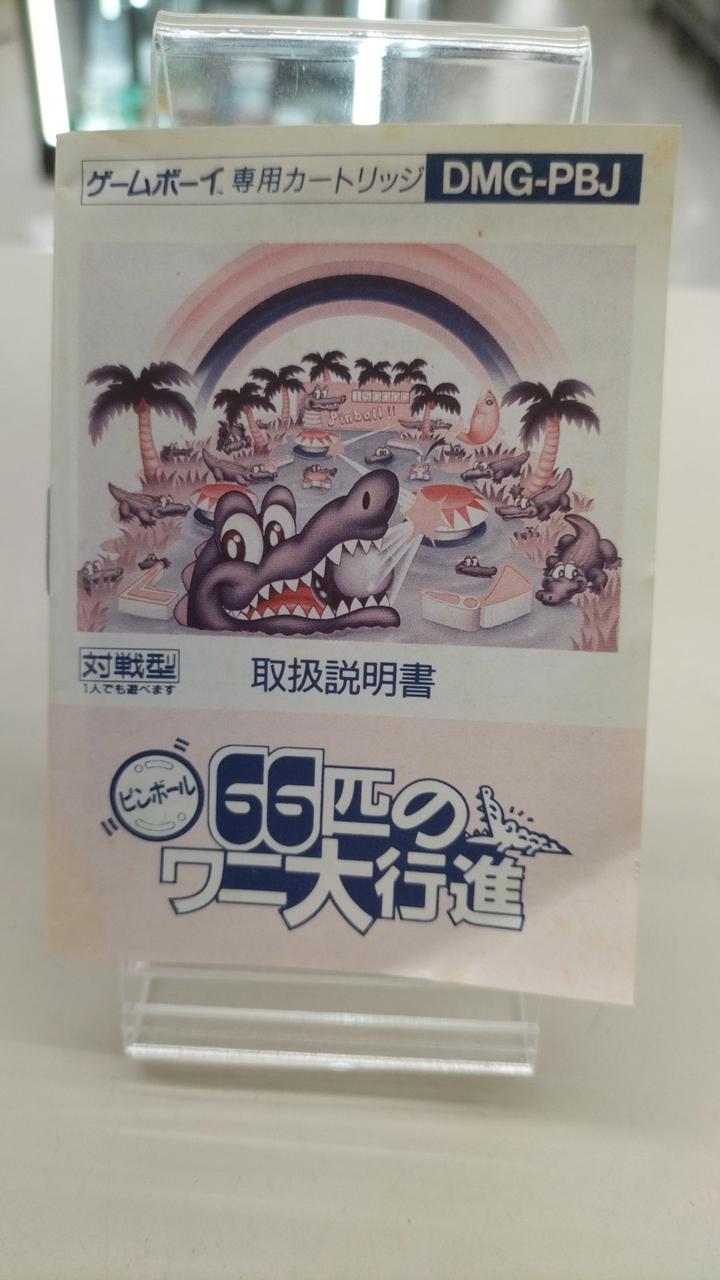 ゲームボーイ™専用カートリッジ DMG-PBJ
Pinball!!
対戦型
1人でも遊べます
取扱説明書
ピンボール
66匹の
ワニ大行進